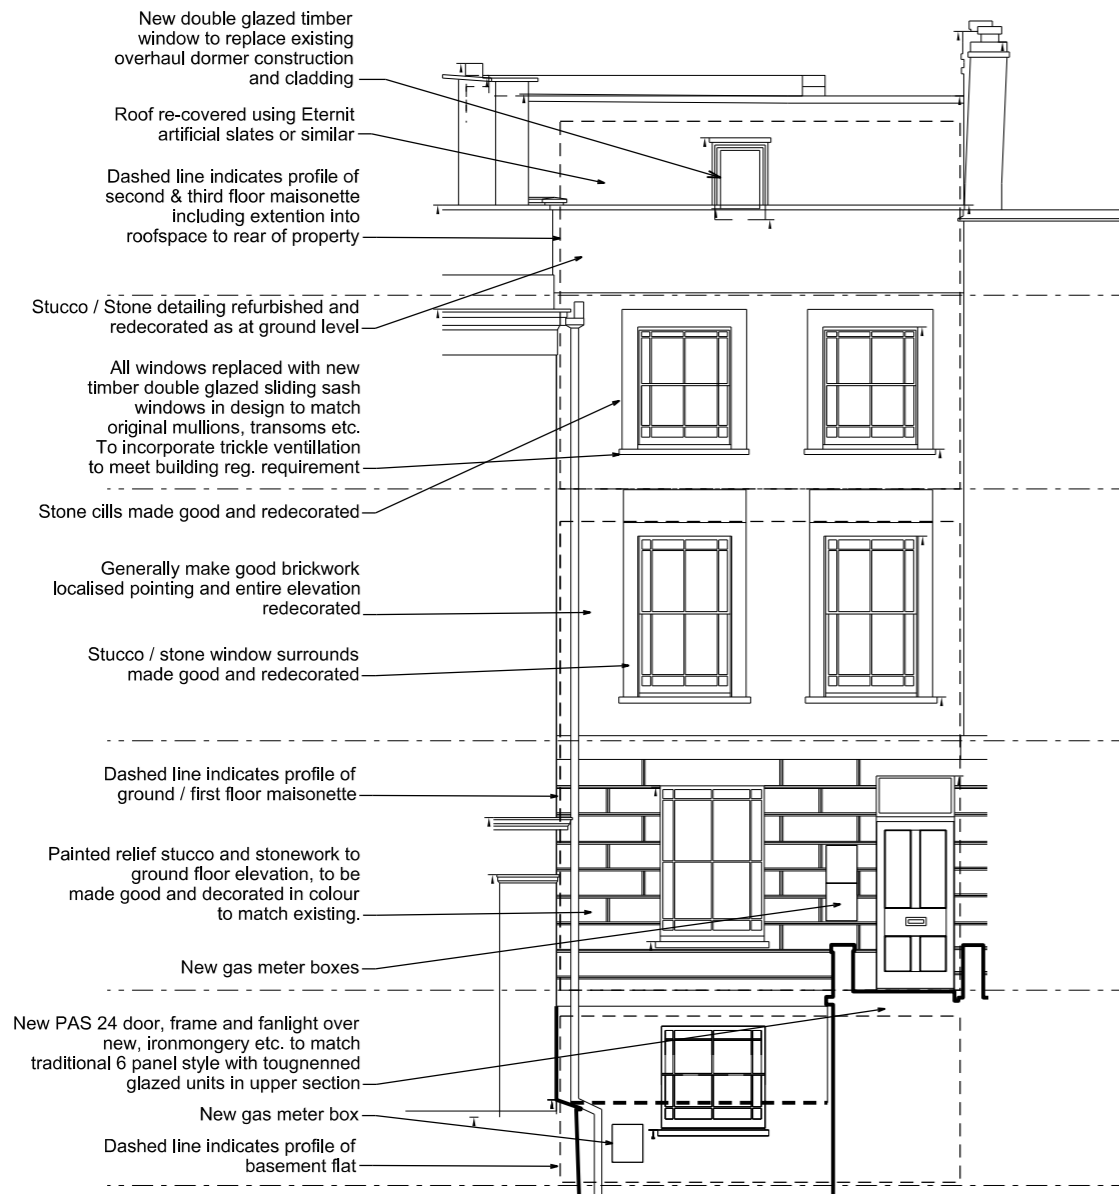 New double glazed timber
window to replace existing
overhaul dormer construction
and cladding
Roof re-covered using Eternit
artificial slates or similar
Dashed line indicates profile of
second & third floor maisonette
including extention into
roofspace to rear of property
Stucco / Stone detailing refurbished and
redecorated as at ground level
All windows replaced with new
timber double glazed sliding sash
windows in design to match
original mullions, transoms etc.
To incorporate trickle ventillation
to meet building reg. requirement
Stone cills made good and redecorated
Generally make good brickwork
localised pointing and entire elevation
redecorated
Stucco / stone window surrounds
made good and redecorated
Dashed line indicates profile of
ground / first floor maisonette
Painted relief stucco and stonework to
ground floor elevation, to be
made good and decorated in colour
to match existing.
New gas meter boxes
New PAS 24 door, frame and fanlight over
new, ironmongery etc. to match
traditional 6 panel style with tougnenned
glazed units in upper section
New gas meter box
Dashed line indicates profile of
basement flat